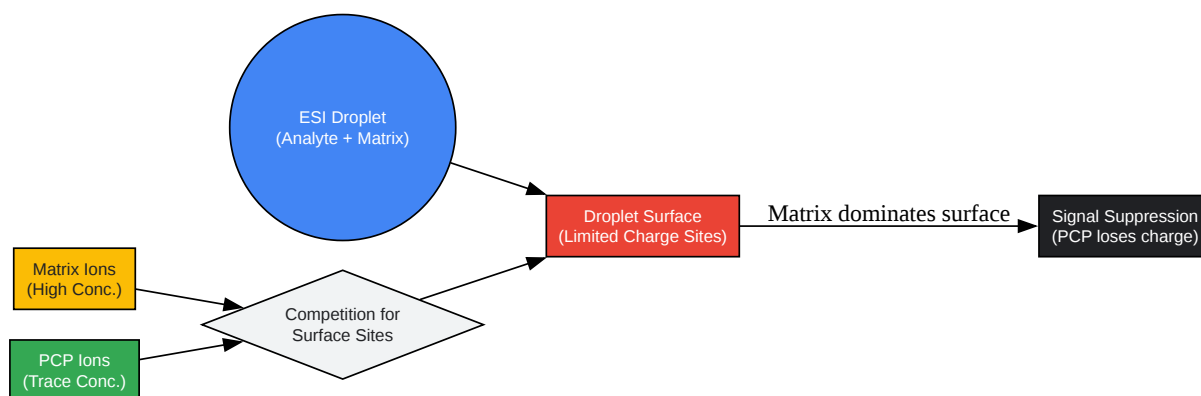 ESI Droplet
(Analyte + Matrix)
Droplet Surface
(Limited Charge Sites)
Matrix dominates surface
Signal Suppression
(PCP loses charge)
Matrix Ions
(High Conc.)
Competition for
Surface Sites
PCP Ions
(Trace Conc.)